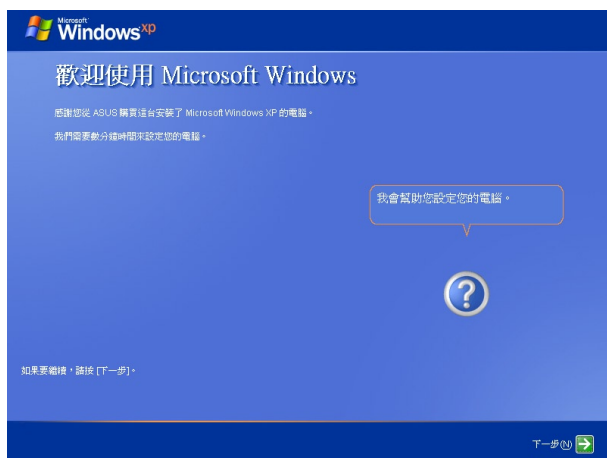 Microsoft
Windows xp
歡迎使用 Microsoft Windows
感謝您從 ASUS 購買這台安裝了 Microsoft Windows XP 的電腦。
我們需要數分鐘時間來設定您的電腦。
我會幫助您設定您的電腦。
?
如果要繼續，請按 [下一步]。
下一步(N)